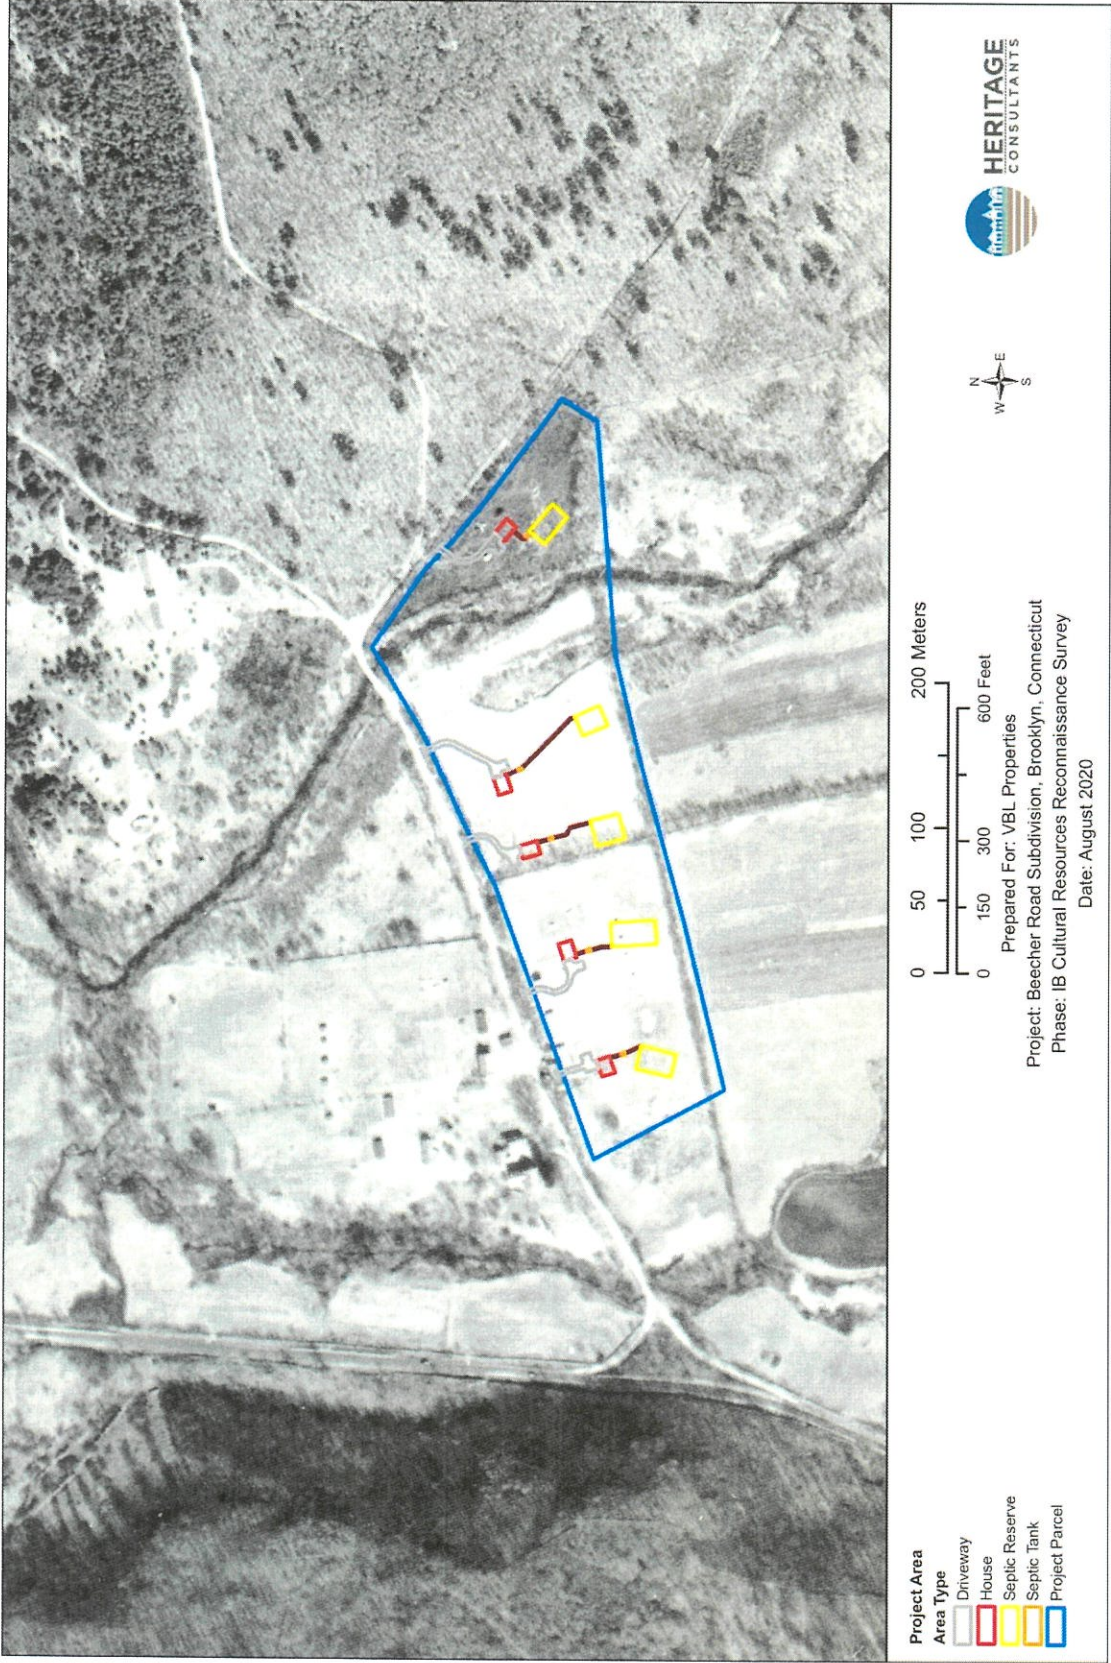 Project Area
Area Type
Driveway
House
Septic Reserve
Septic Tank
Project Parcel
0 50 100 200 Meters
0 150 300 600 Feet
Prepared For: VBL Properties
Project: Beecher Road Subdivision, Brooklyn, Connecticut
Phase: IB Cultural Resources Reconnaissance Survey
Date: August 2020
N
W E
S
HERITAGE
CONSULTANTS